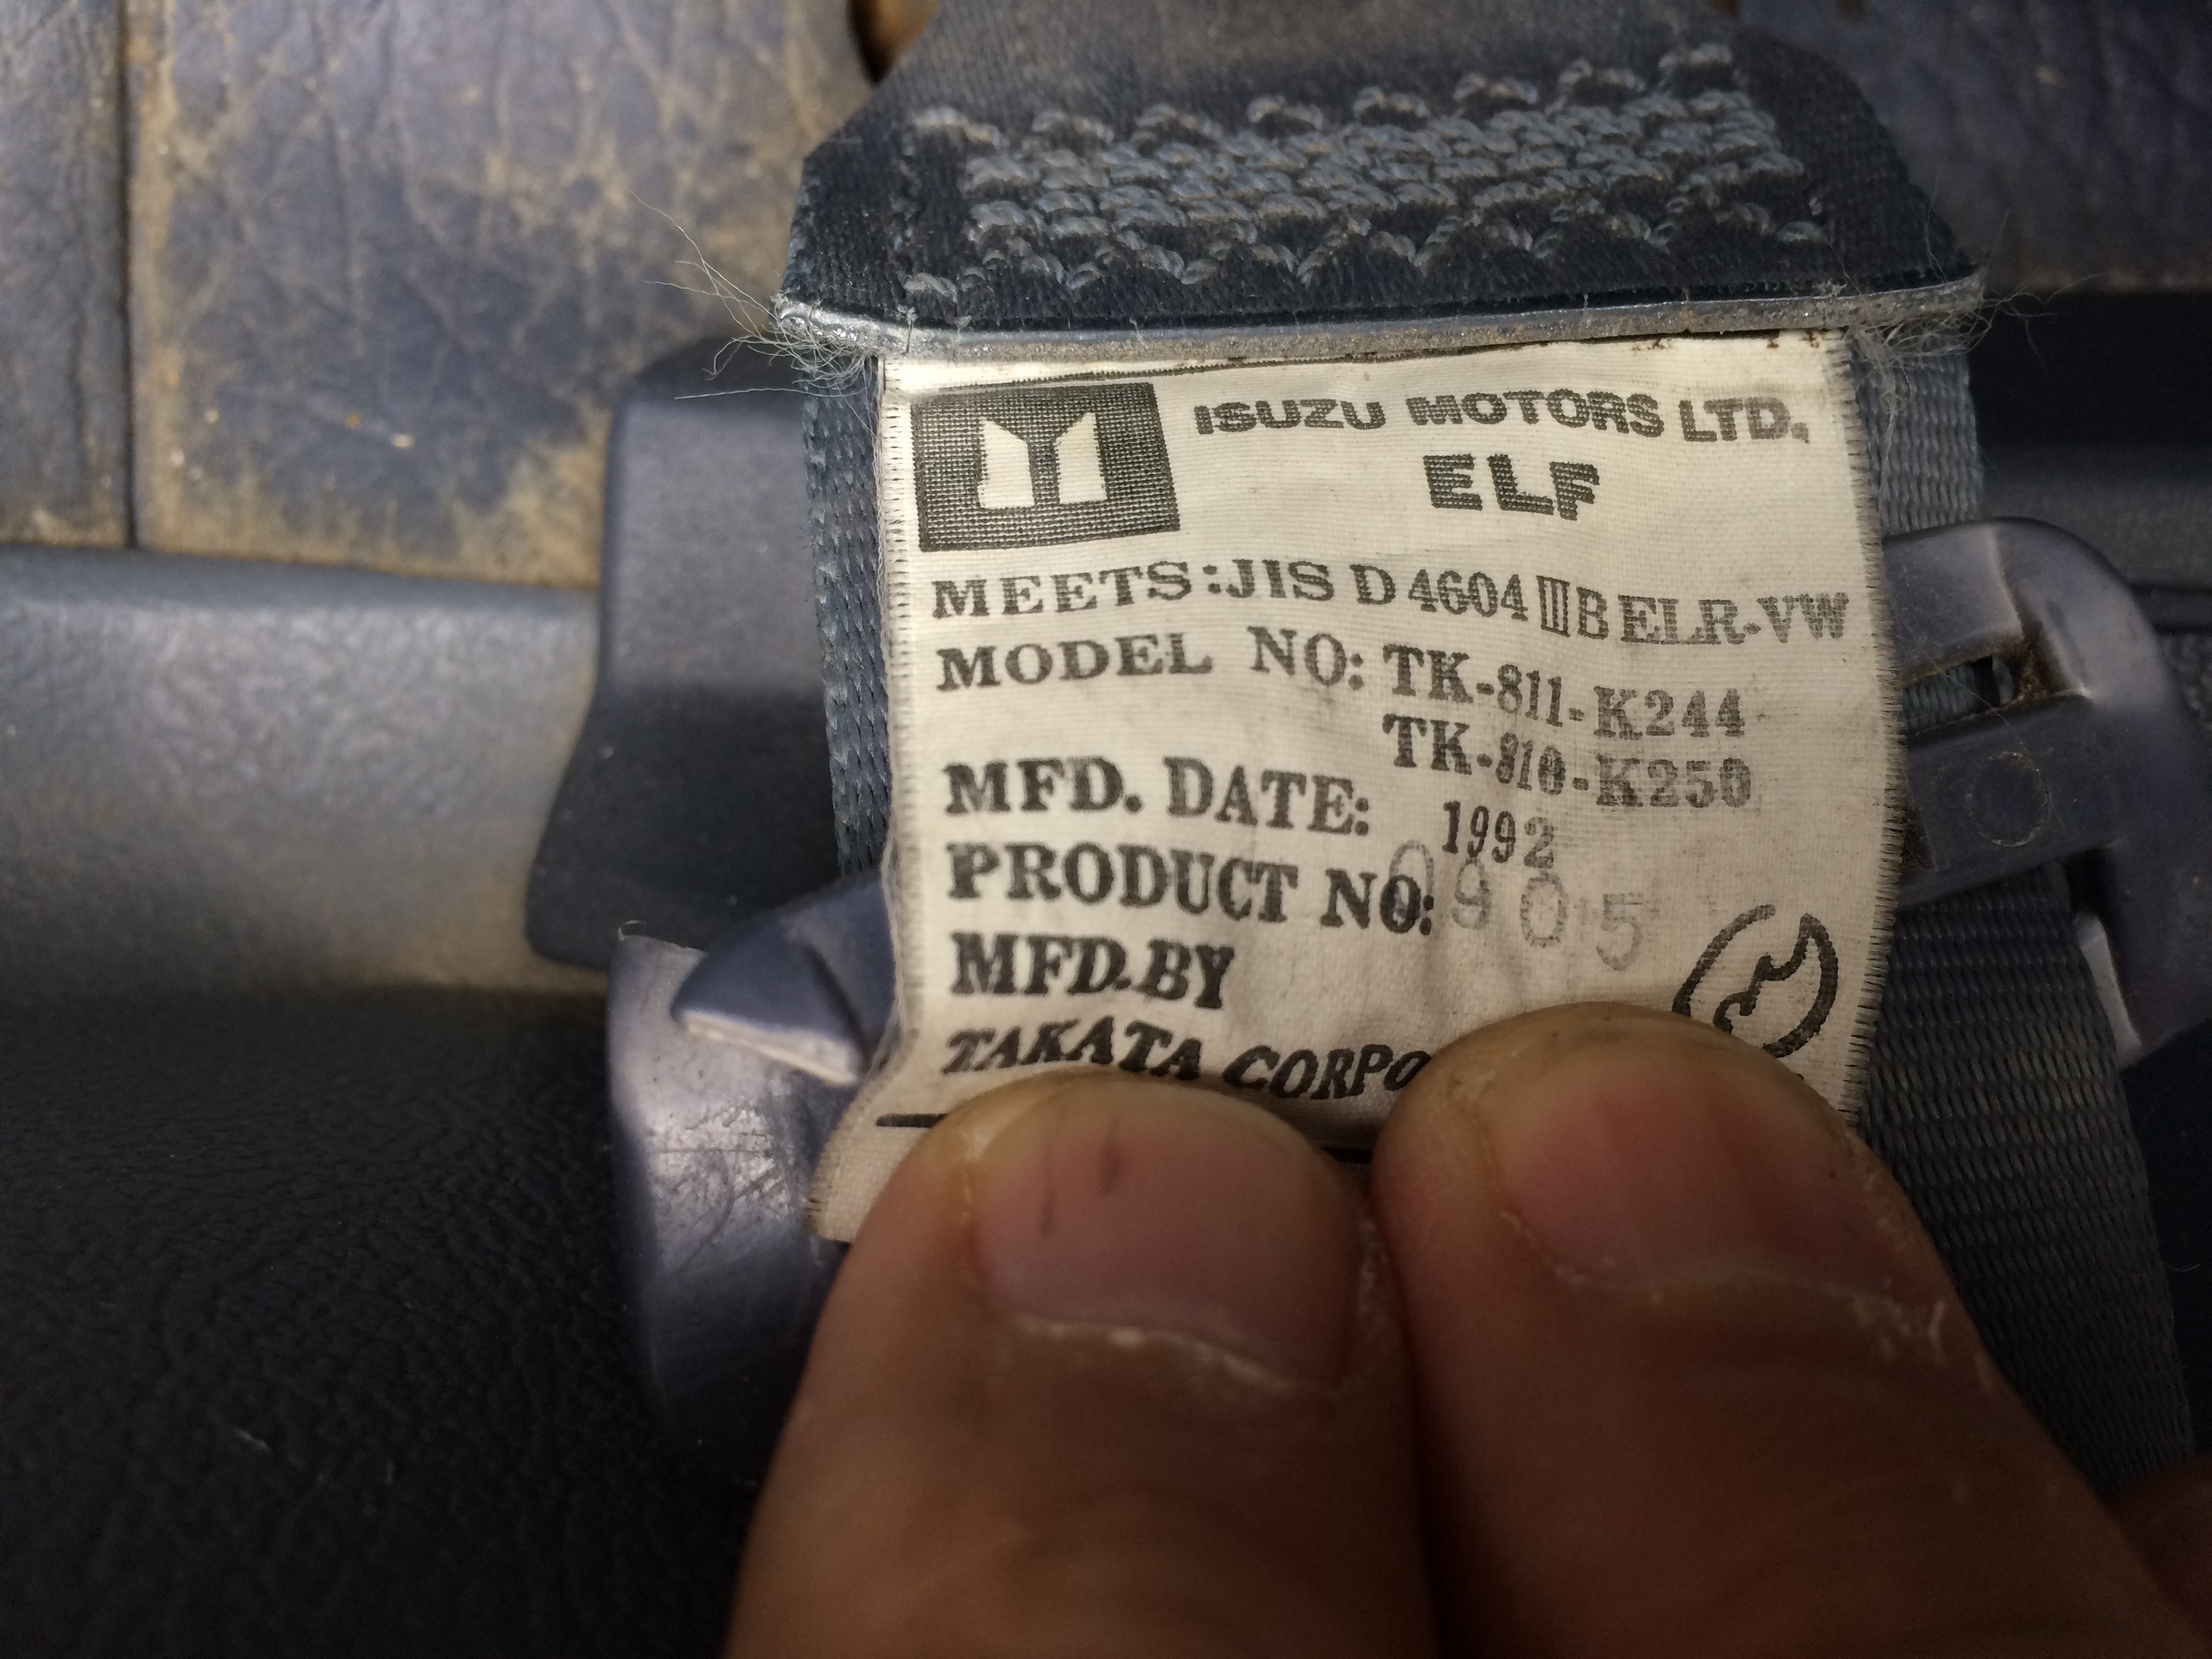 ISUZU MOTORS LTD.
ELF
MEETS:JIS D 4604 III B ELR-VW
MODEL NO: TK-811-K244
TK-810-K250
MFD. DATE: 1992
PRODUCT NO: 0905
MFD.BY
TAKATA CORPO